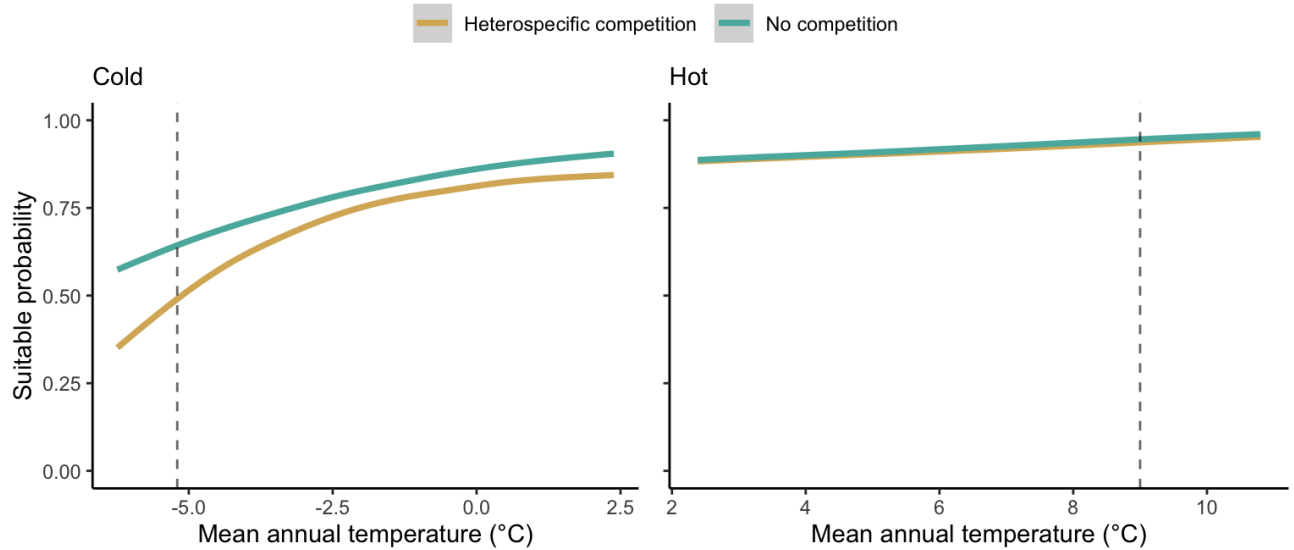 Heterospecific competition No competition
Cold
Hot
Suitable probability
1.00
0.75
0.50
0.25
0.00
-5.0 -2.5 0.0 2.5
2 4 6 8 10
Mean annual temperature (°C)
Mean annual temperature (°C)